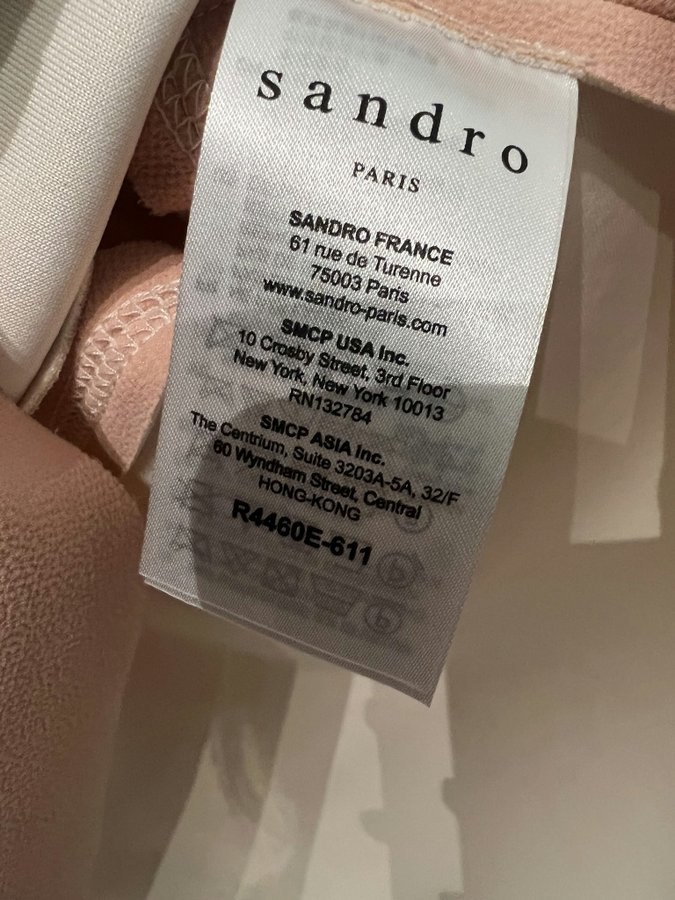 sandro
PARIS
SANDRO FRANCE
61 rue de Turenne
75003 Paris
www.sandro-paris.com
SMCP USA Inc.
10 Crosby Street, 3rd Floor
New York, New York 10013
RN132784
SMCP ASIA Inc.
The Centrium, Suite 3203A-5A, 32/F
60 Wyndham Street, Central
HONG-KONG
R4460E-611